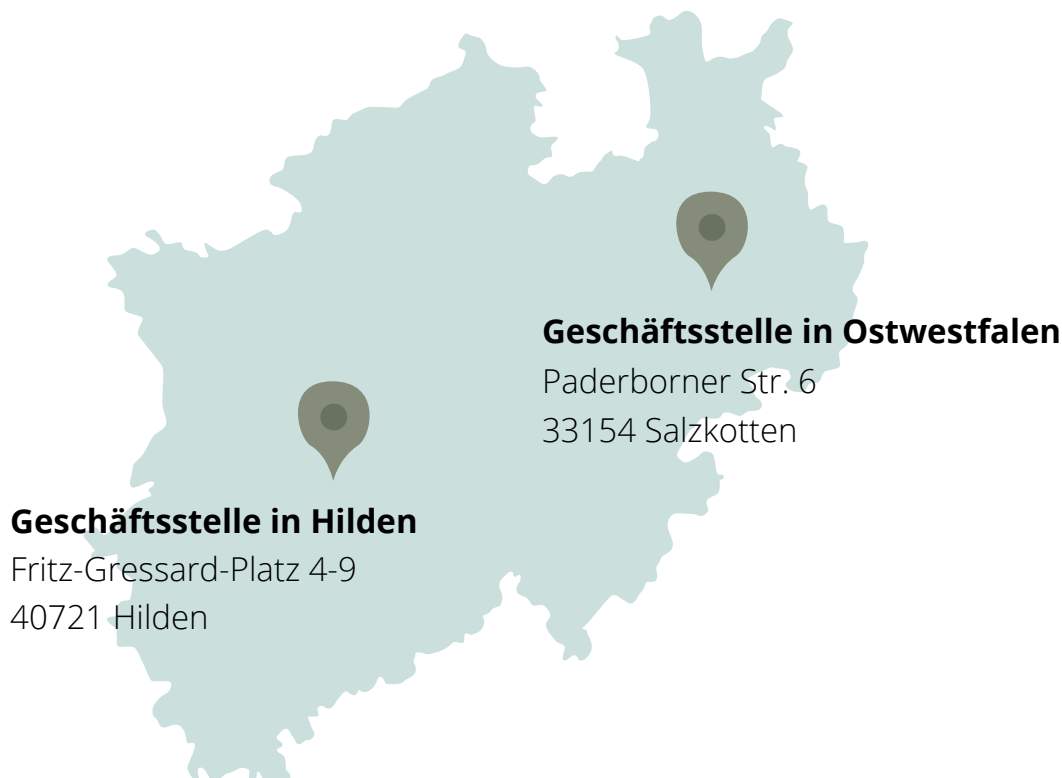 Geschäftsstelle in Ostwestfalen
Paderborner Str. 6
33154 Salzkotten
Geschäftsstelle in Hilden
Fritz-Gressard-Platz 4-9
40721 Hilden